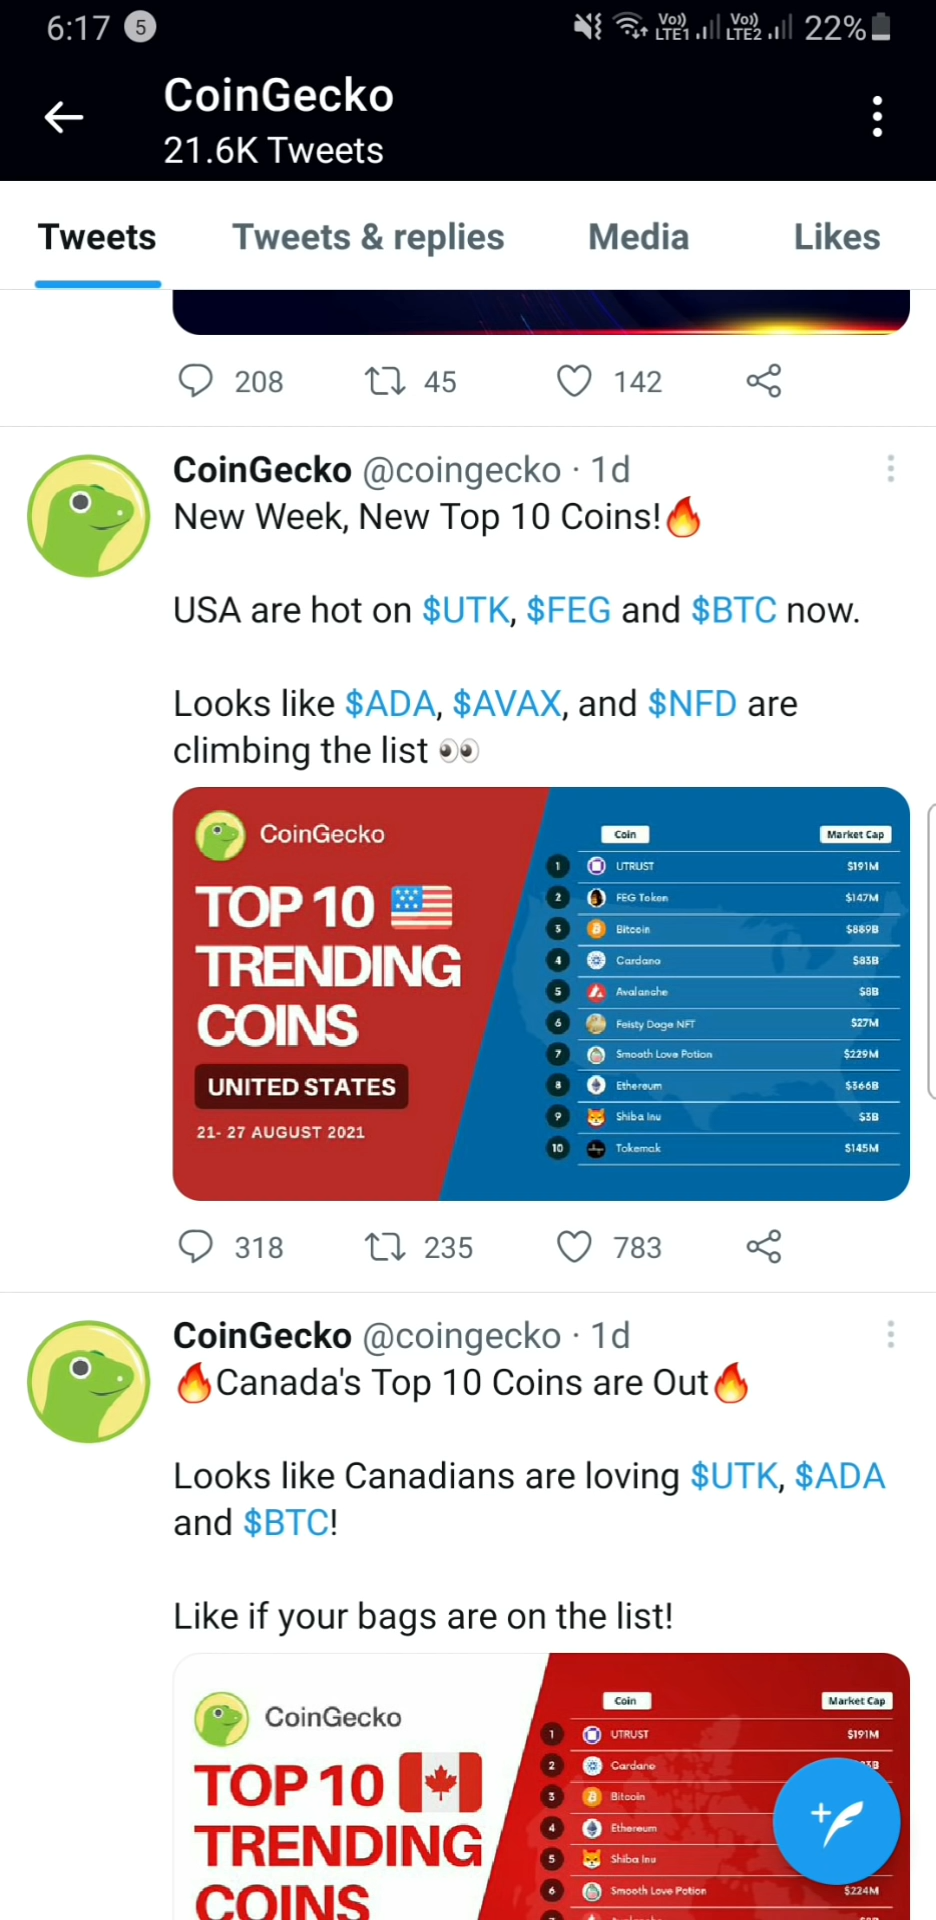 6:17 5 Vo)) LTE1 Vo)) LTE2 22%
CoinGecko
21.6K Tweets
Tweets Tweets & replies Media Likes
208 45 142
CoinGecko @coingecko · 1d
New Week, New Top 10 Coins!🔥
USA are hot on $UTK, $FEG and $BTC now.
Looks like $ADA, $AVAX, and $NFD are
climbing the list 👀
CoinGecko
TOP 10
TRENDING
COINS
UNITED STATES
21- 27 AUGUST 2021
Coin Market Cap
1 UTRUST $191M
2 FEG Token $147M
3 Bitcoin $889B
4 Cardano $83B
5 Avalanche $8B
6 Feisty Doge NFT $27M
7 Smooth Love Potion $229M
8 Ethereum $366B
9 Shiba Inu $3B
10 Tokemak $145M
318 235 783
CoinGecko @coingecko · 1d
🔥Canada's Top 10 Coins are Out🔥
Looks like Canadians are loving $UTK, $ADA
and $BTC!
Like if your bags are on the list!
CoinGecko
TOP 10
TRENDING
COINS
Coin Market Cap
1 UTRUST $191M
2 Cardano
3 Bitcoin
4 Ethereum
5 Shiba Inu
6 Smooth Love Potion $224M